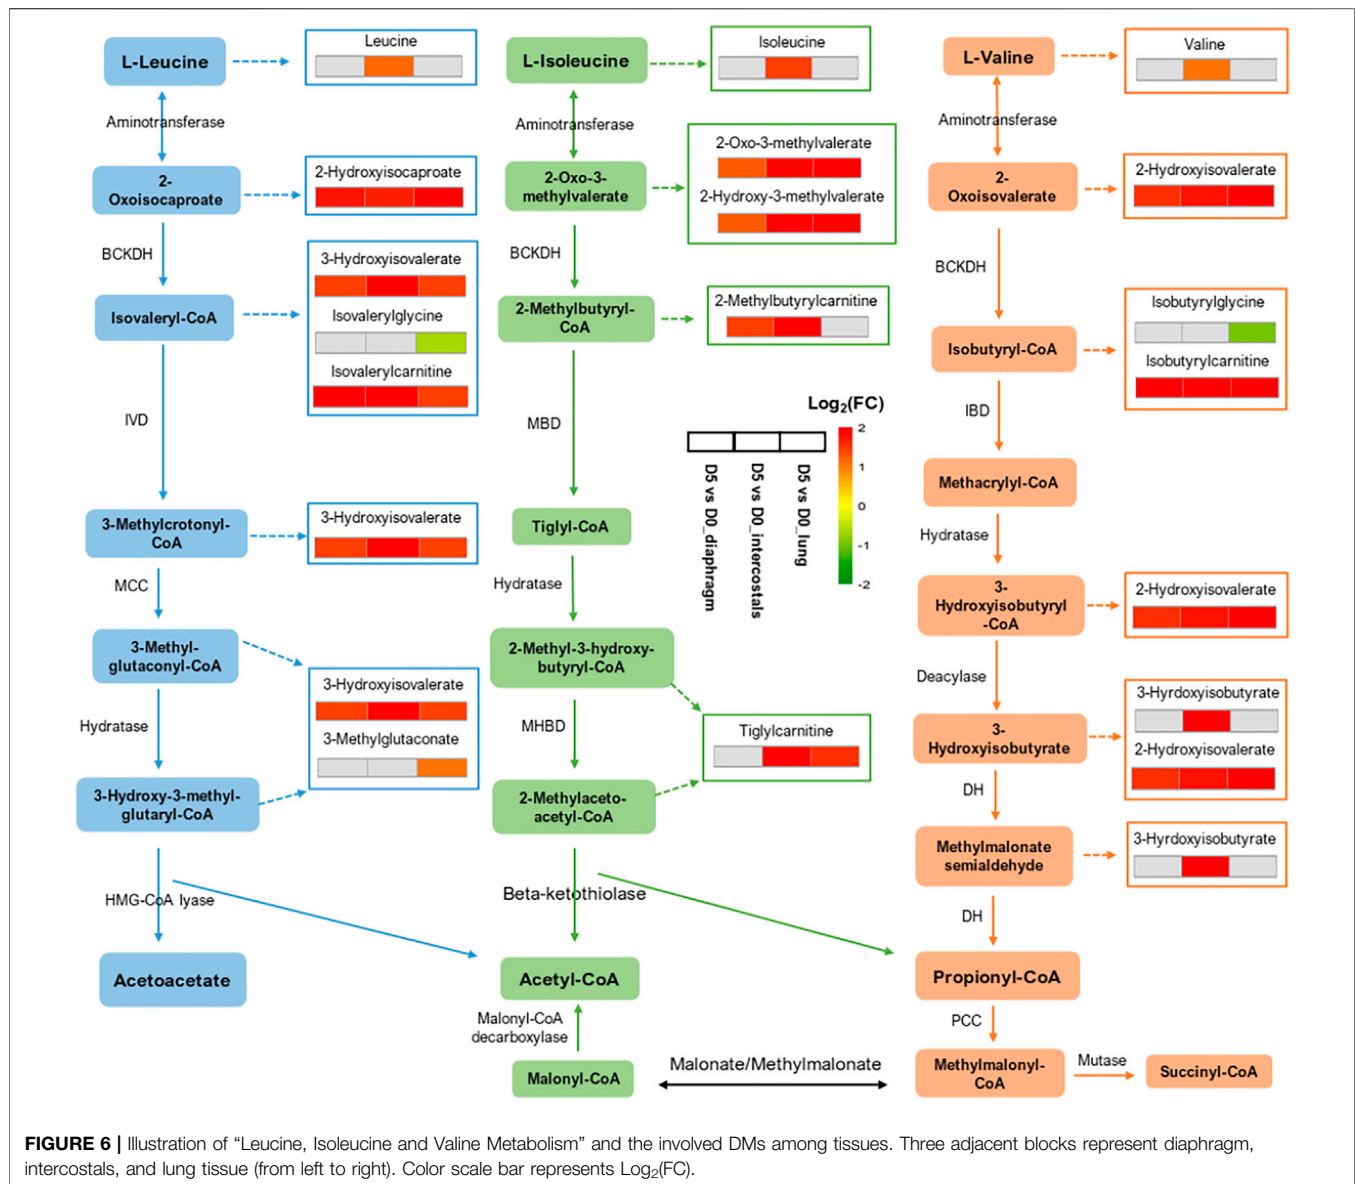 L-Leucine
Leucine
Aminotransferase
2-
Oxoisocaproate
2-Hydroxyisocaproate
BCKDH
Isovaleryl-CoA
3-Hydroxyisovalerate
Isovalerylglycine
Isovalerylcarnitine
IVD
3-Methylcrotonyl-
CoA
3-Hydroxyisovalerate
MCC
3-Methyl-
glutaconyl-CoA
Hydratase
3-Hydroxyisovalerate
3-Methylglutaconate
3-Hydroxy-3-methyl-
glutaryl-CoA
HMG-CoA lyase
Acetoacetate
L-Isoleucine
Isoleucine
Aminotransferase
2-Oxo-3-
methylvalerate
2-Oxo-3-methylvalerate
2-Hydroxy-3-methylvalerate
BCKDH
2-Methylbutyryl-
CoA
2-Methylbutyrylcarnitine
MBD
Tiglyl-CoA
Hydratase
2-Methyl-3-hydroxy-
butyryl-CoA
MHBD
Tiglylcarnitine
2-Methylaceto-
acetyl-CoA
Beta-ketothiolase
Acetyl-CoA
Malonyl-CoA
decarboxylase
Malonyl-CoA
Log2(FC)
2
1
0
-1
-2
D5 vs D0_diaphragm
D5 vs D0_intercostals
D5 vs D0_lung
L-Valine
Valine
Aminotransferase
2-
Oxoisovalerate
2-Hydroxyisovalerate
BCKDH
Isobutyryl-CoA
Isobutyrylglycine
Isobutyrylcarnitine
IBD
Methacrylyl-CoA
Hydratase
3-
Hydroxyisobutyryl
-CoA
2-Hydroxyisovalerate
Deacylase
3-
Hydroxyisobutyrate
3-Hyrdoxyisobutyrate
2-Hydroxyisovalerate
DH
Methylmalonate
semialdehyde
3-Hyrdoxyisobutyrate
DH
Propionyl-CoA
PCC
Malonate/Methylmalonate
Methylmalonyl-
CoA
Mutase
Succinyl-CoA
FIGURE 6 | Illustration of “Leucine, Isoleucine and Valine Metabolism” and the involved DMs among tissues. Three adjacent blocks represent diaphragm,
intercostals, and lung tissue (from left to right). Color scale bar represents Log2(FC).